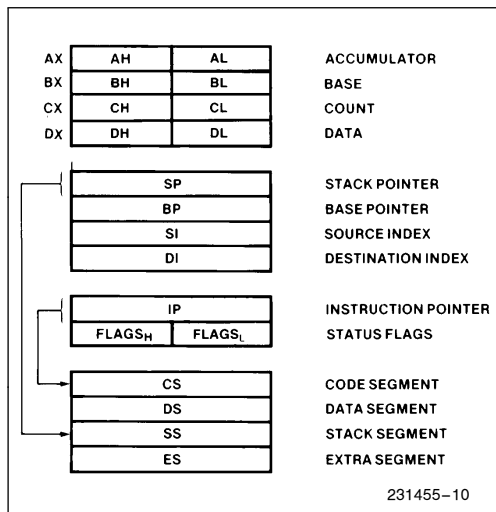 AX AH AL ACCUMULATOR
BX BH BL BASE
CX CH CL COUNT
DX DH DL DATA
SP STACK POINTER
BP BASE POINTER
SI SOURCE INDEX
DI DESTINATION INDEX
IP INSTRUCTION POINTER
FLAGSH FLAGSL STATUS FLAGS
CS CODE SEGMENT
DS DATA SEGMENT
SS STACK SEGMENT
ES EXTRA SEGMENT
231455–10